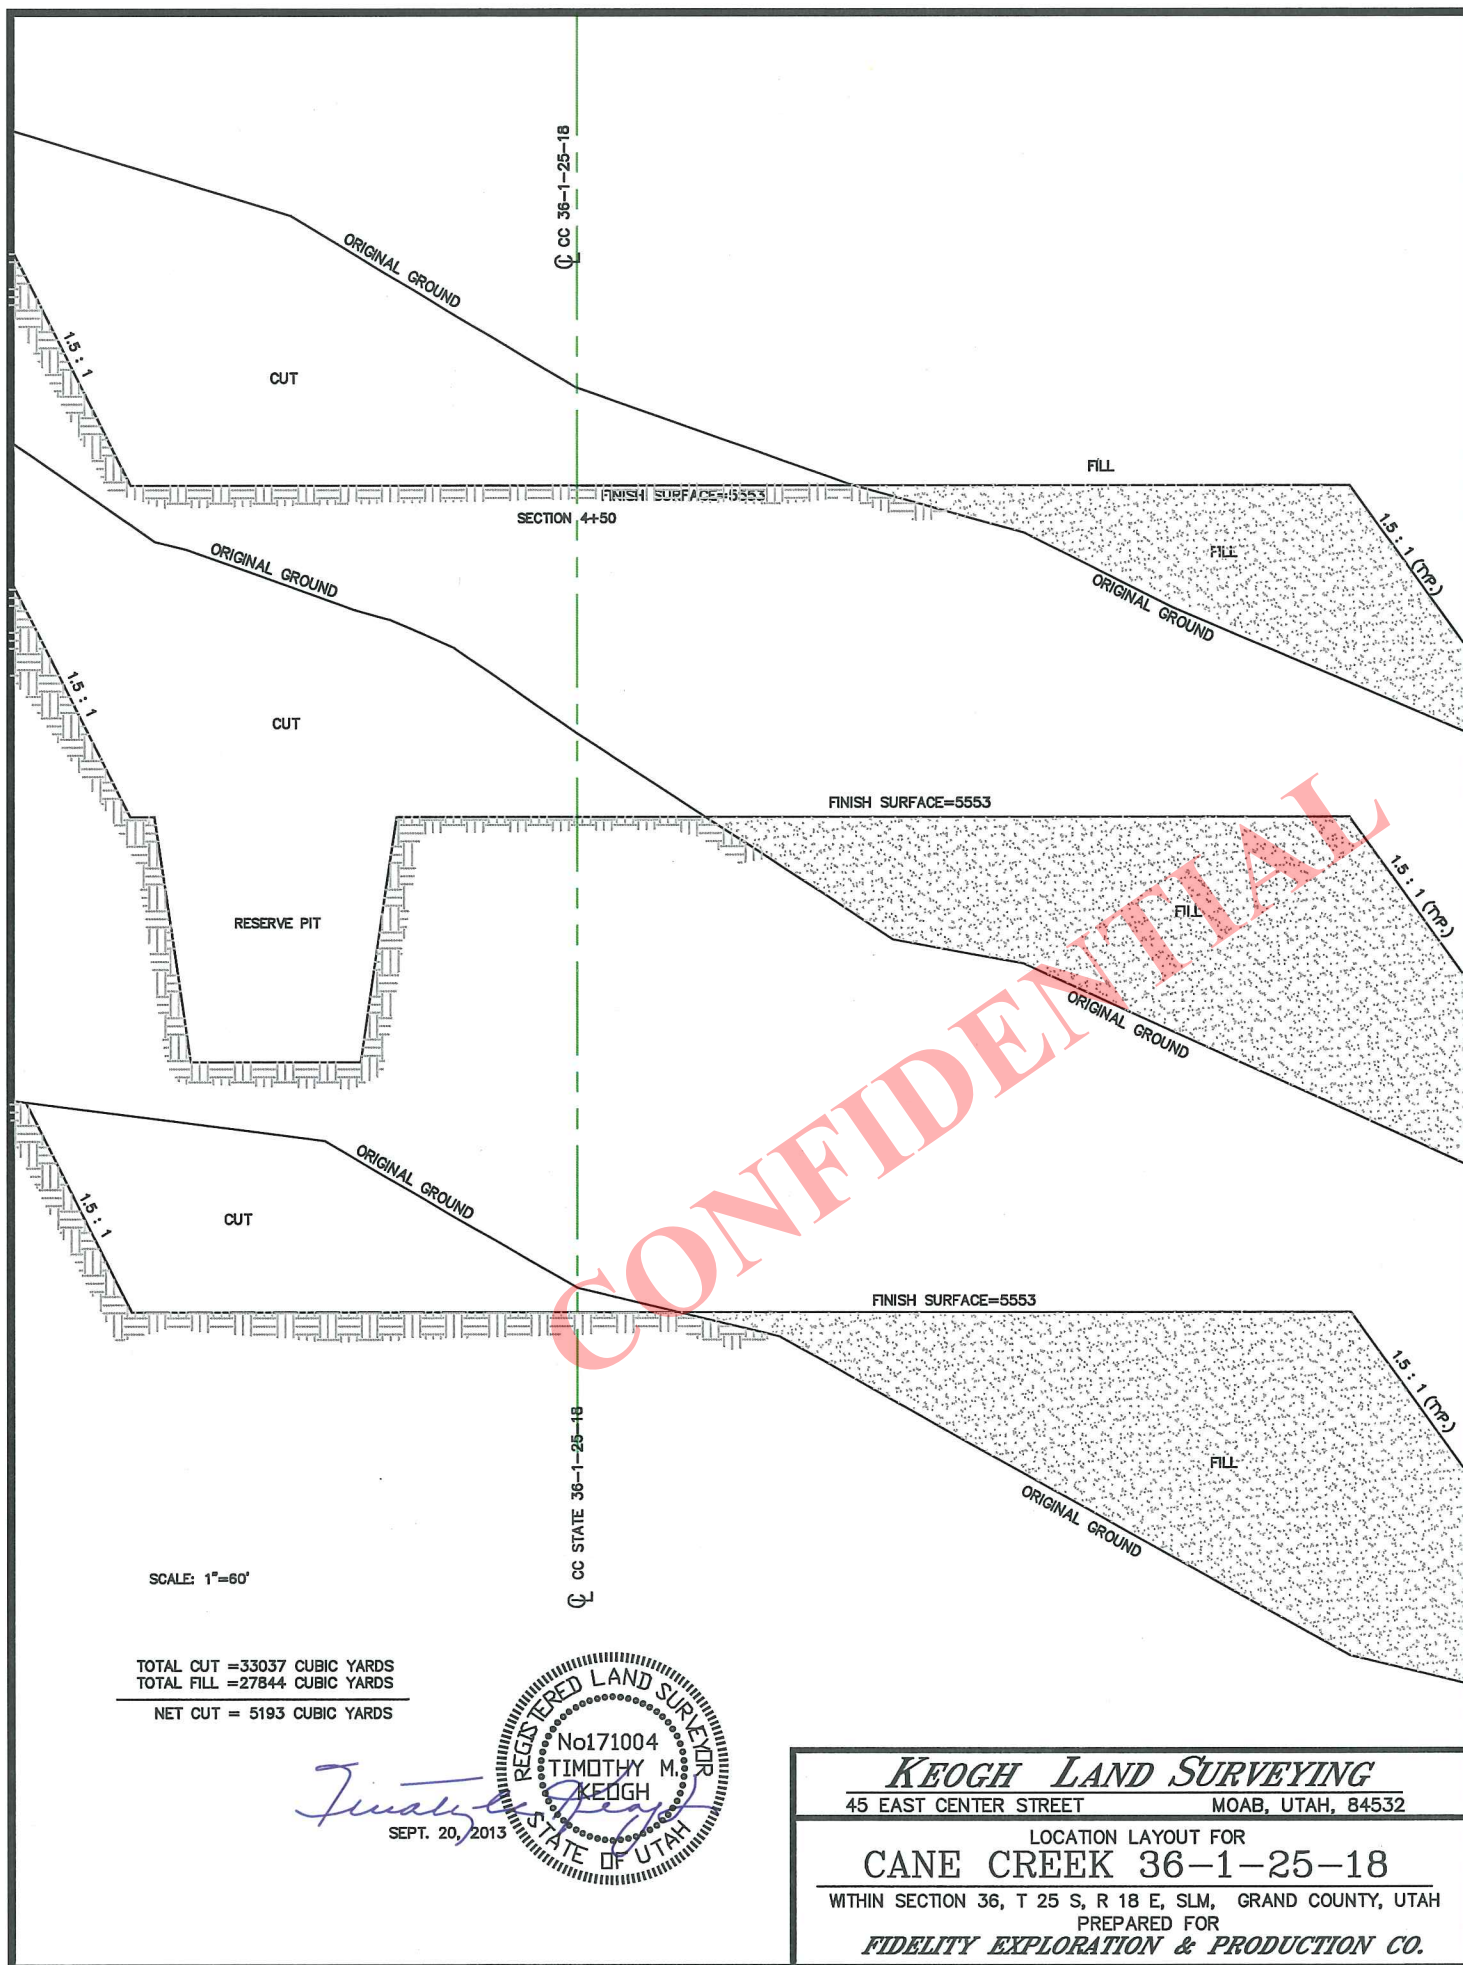 ℄ CC 36-1-25-18
ORIGINAL GROUND
1.5 : 1
CUT
FILL
FINISH SURFACE=5553
SECTION 4+50
FILL
1.5 : 1 (TYP.)
ORIGINAL GROUND
ORIGINAL GROUND
1.5 : 1
CUT
FINISH SURFACE=5553
1.5 : 1 (TYP.)
FILL
RESERVE PIT
ORIGINAL GROUND
CONFIDENTIAL
ORIGINAL GROUND
1.5 : 1
CUT
FINISH SURFACE=5553
1.5 : 1 (TYP.)
FILL
ORIGINAL GROUND
℄ CC STATE 36-1-25-18
SCALE: 1"=60'
TOTAL CUT =33037 CUBIC YARDS
TOTAL FILL =27844 CUBIC YARDS
NET CUT = 5193 CUBIC YARDS
REGISTERED LAND SURVEYOR
No171004
TIMOTHY M.
KEOGH
STATE OF UTAH
Timothy Keogh
SEPT. 20, 2013
KEOGH LAND SURVEYING
45 EAST CENTER STREET MOAB, UTAH, 84532
LOCATION LAYOUT FOR
CANE CREEK 36-1-25-18
WITHIN SECTION 36, T 25 S, R 18 E, SLM, GRAND COUNTY, UTAH
PREPARED FOR
FIDELITY EXPLORATION & PRODUCTION CO.